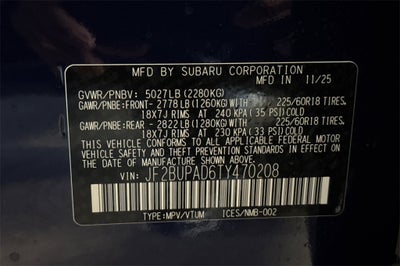 MFD BY SUBARU CORPORATION 11/25
GVWR/PNBV: 5027LB (2280KG)
GAWR/PNBE:FRONT- 2778 LB (1260KG)WITH 225/60R18 TIRES,
18X7J RIMS AT 240 KPA (35 PSI)COLD
GAWR/PNBE:REAR - 2822 LB (1280KG)WITH 225/60R18 TIRES,
18X7J RIMS AT 230 KPA (33 PSI)COLD
THIS VEHICLE CONFORMS TO ALL APPLICABLE FEDERAL MOTOR
VEHICLE SAFETY AND THEFT PREVENTION STANDARDS
IN EFFECT ON THE DATE OF MANUFACTURE SHOWN ABOVE.
VIN: JF2BUPAD6TY470208
TYPE:MPV/VTUM ICES/NMB-002